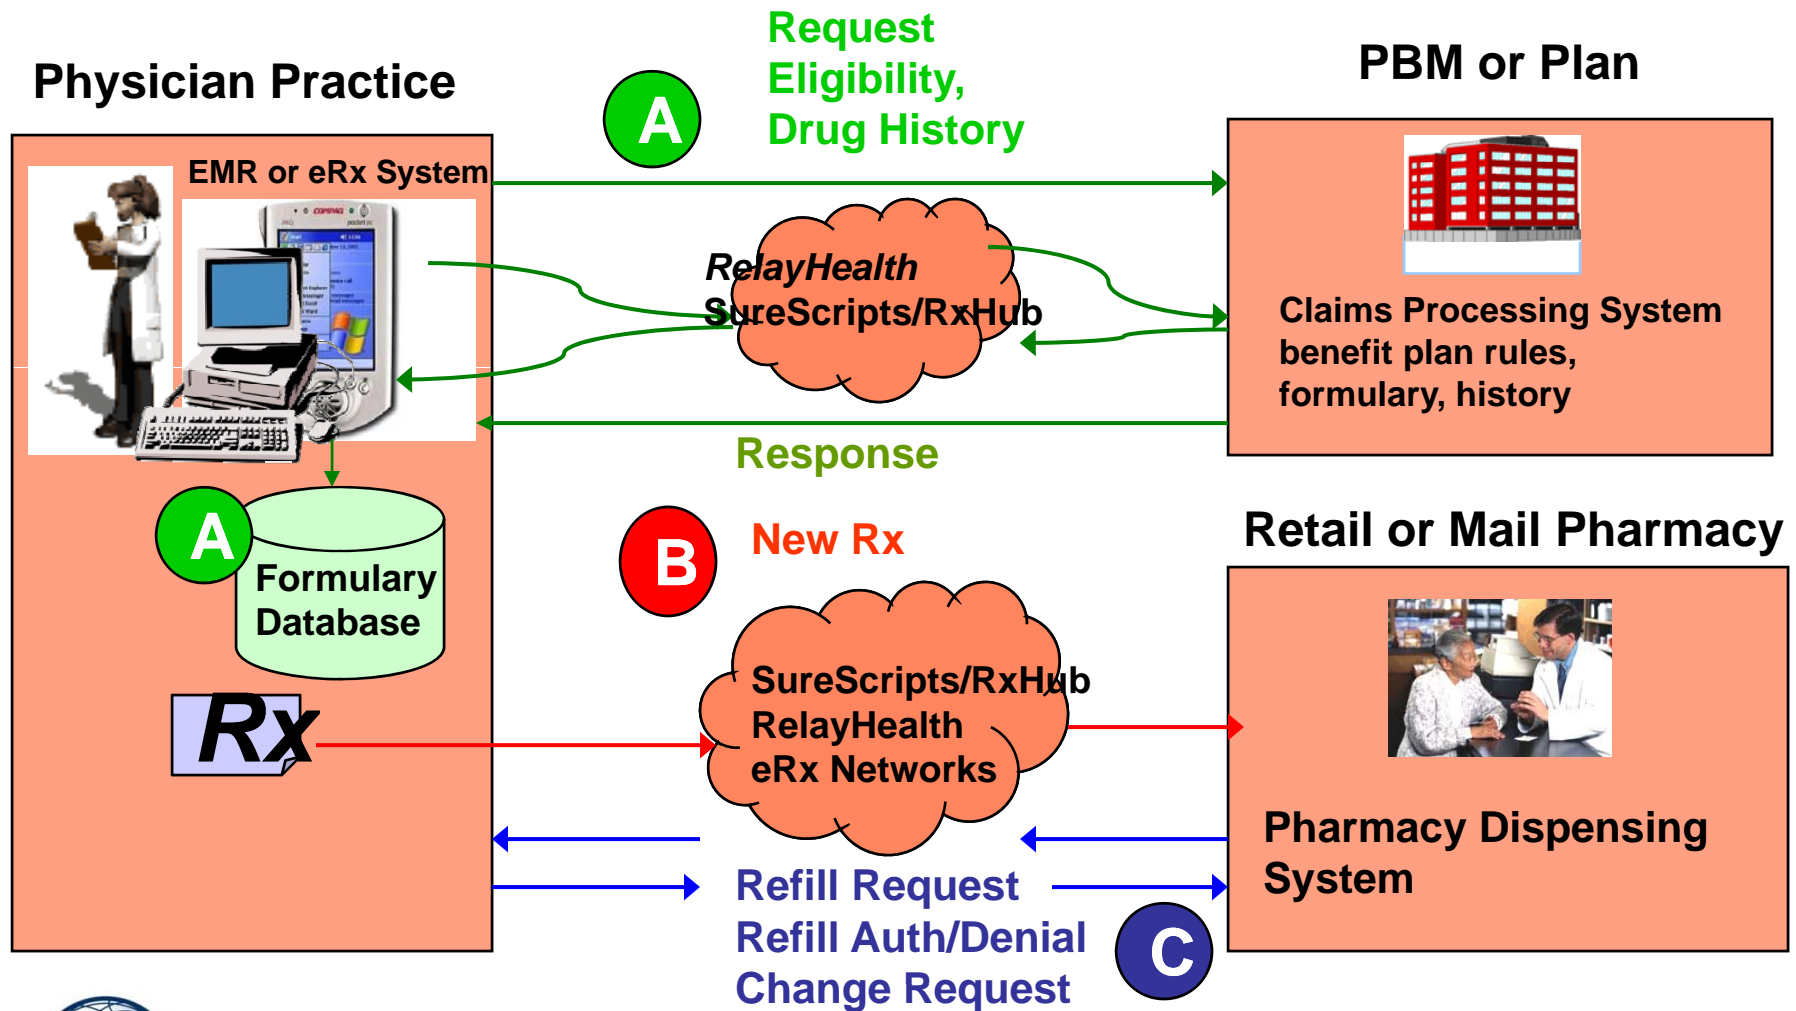 Request
Eligibility,
Drug History
A
Physician Practice
PBM or Plan
EMR or eRx System
COMPAQ
RelayHealth
SureScripts/RxHub
Claims Processing System
benefit plan rules,
formulary, history
Response
A
Formulary
Database
B
New Rx
Retail or Mail Pharmacy
SureScripts/RxHub
RelayHealth
eRx Networks
Rx
Pharmacy Dispensing
System
Refill Request
Refill Auth/Denial
Change Request
C